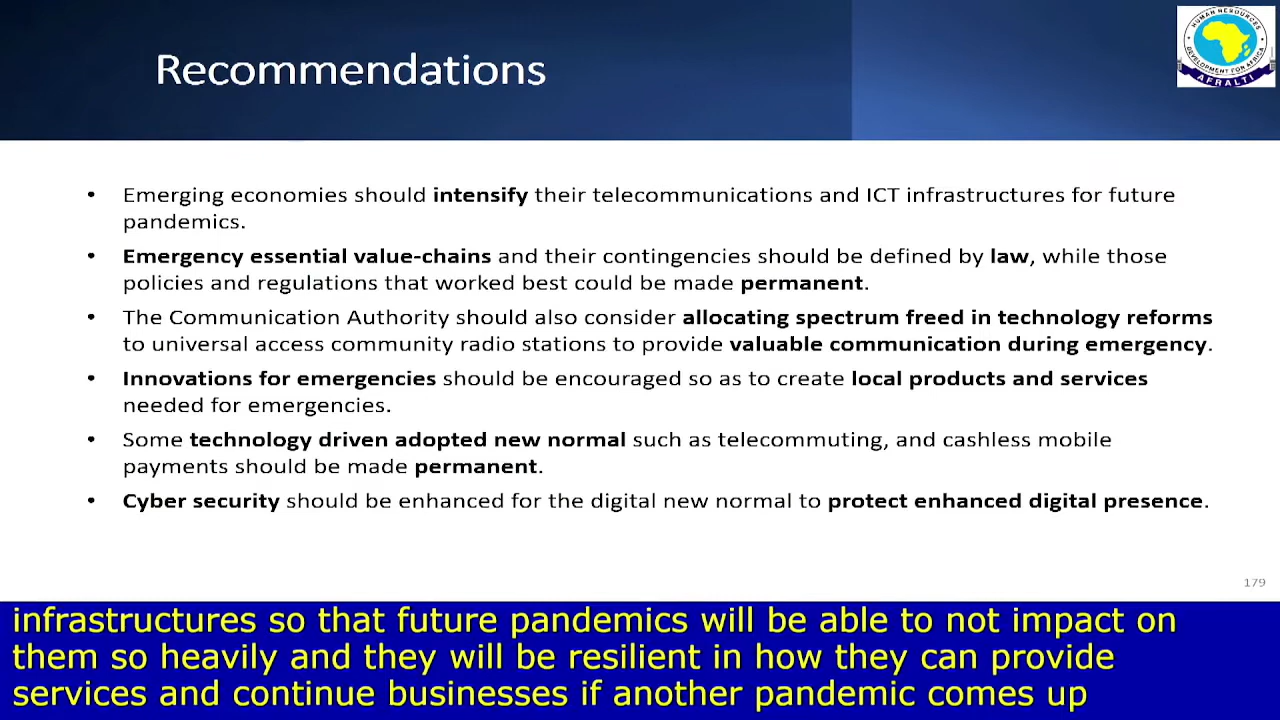 Recommendations
HUMAN RESOURCES
DEVELOPMENT FOR AFRICA
AFRALTI
• Emerging economies should intensify their telecommunications and ICT infrastructures for future
pandemics.
• Emergency essential value-chains and their contingencies should be defined by law, while those
policies and regulations that worked best could be made permanent.
• The Communication Authority should also consider allocating spectrum freed in technology reforms
to universal access community radio stations to provide valuable communication during emergency.
• Innovations for emergencies should be encouraged so as to create local products and services
needed for emergencies.
• Some technology driven adopted new normal such as telecommuting, and cashless mobile
payments should be made permanent.
• Cyber security should be enhanced for the digital new normal to protect enhanced digital presence.
179
infrastructures so that future pandemics will be able to not impact on
them so heavily and they will be resilient in how they can provide
services and continue businesses if another pandemic comes up